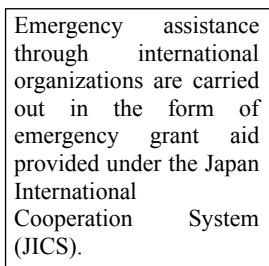 Emergency assistance
through international
organizations are carried
out in the form of
emergency grant aid
provided under the Japan
International
Cooperation System
(JICS).